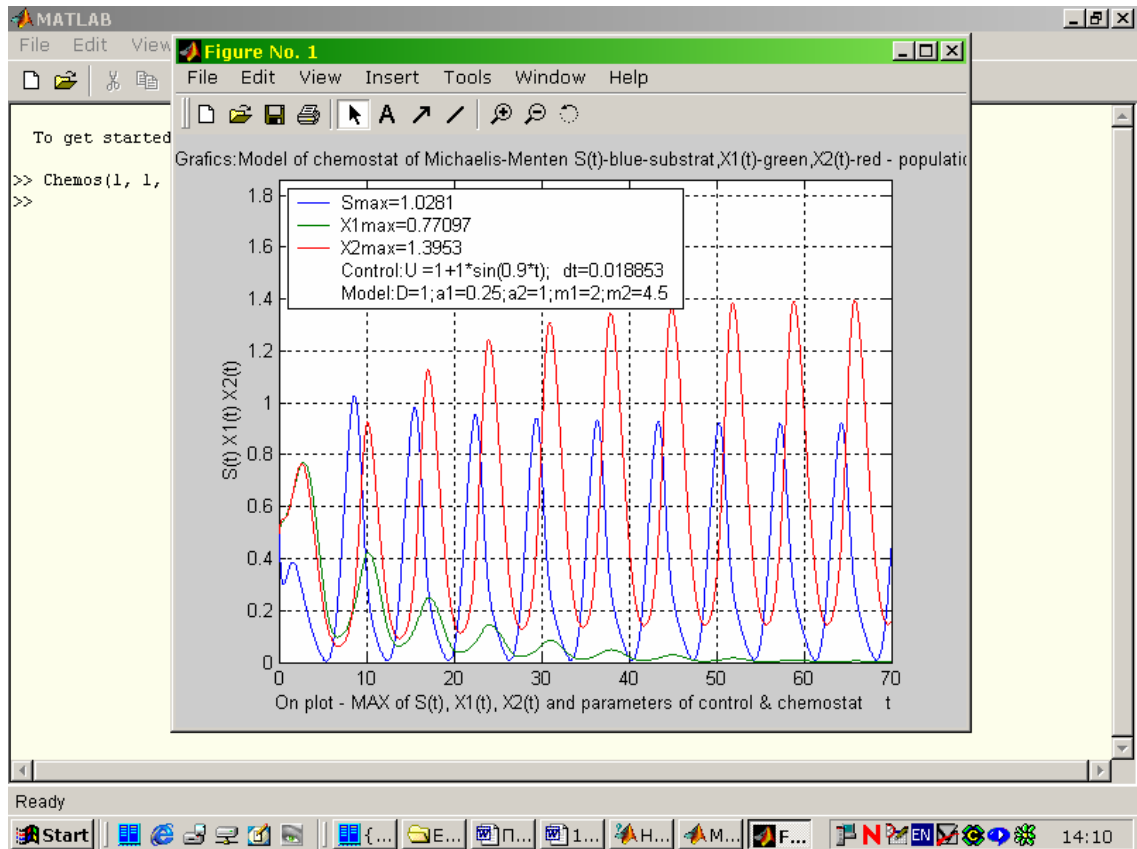 MATLAB
File Edit View
Figure No. 1
File Edit View Insert Tools Window Help
A
To get started
>> Chemos(1, 1,
>>
Grafics:Model of chemostat of Michaelis-Menten S(t)-blue-substrat,X1(t)-green,X2(t)-red - populatio
Smax=1.0281
X1max=0.77097
X2max=1.3953
Control:U =1+1*sin(0.9*t); dt=0.018853
Model:D=1;a1=0.25;a2=1;m1=2;m2=4.5
S(t) X1(t) X2(t)
1.8
1.6
1.4
1.2
1
0.8
0.6
0.4
0.2
0
0 10 20 30 40 50 60 70
On plot - MAX of S(t), X1(t), X2(t) and parameters of control & chemostat t
Ready
Start {... E... П... 1... H... M... F... N EN 14:10